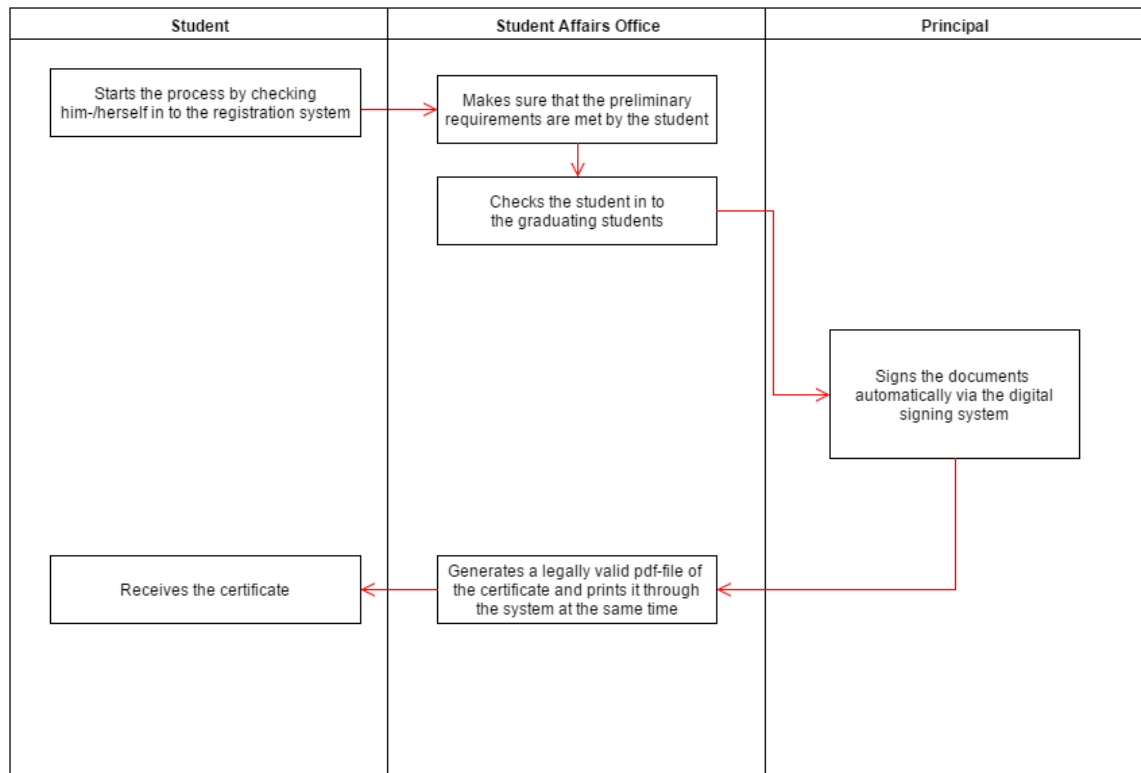 Student
Student Affairs Office
Principal
Starts the process by checking
him-/herself in to the registration system
Makes sure that the preliminary
requirements are met by the student
Checks the student in to
the graduating students
Signs the documents
automatically via the digital
signing system
Receives the certificate
Generates a legally valid pdf-file of
the certificate and prints it through
the system at the same time